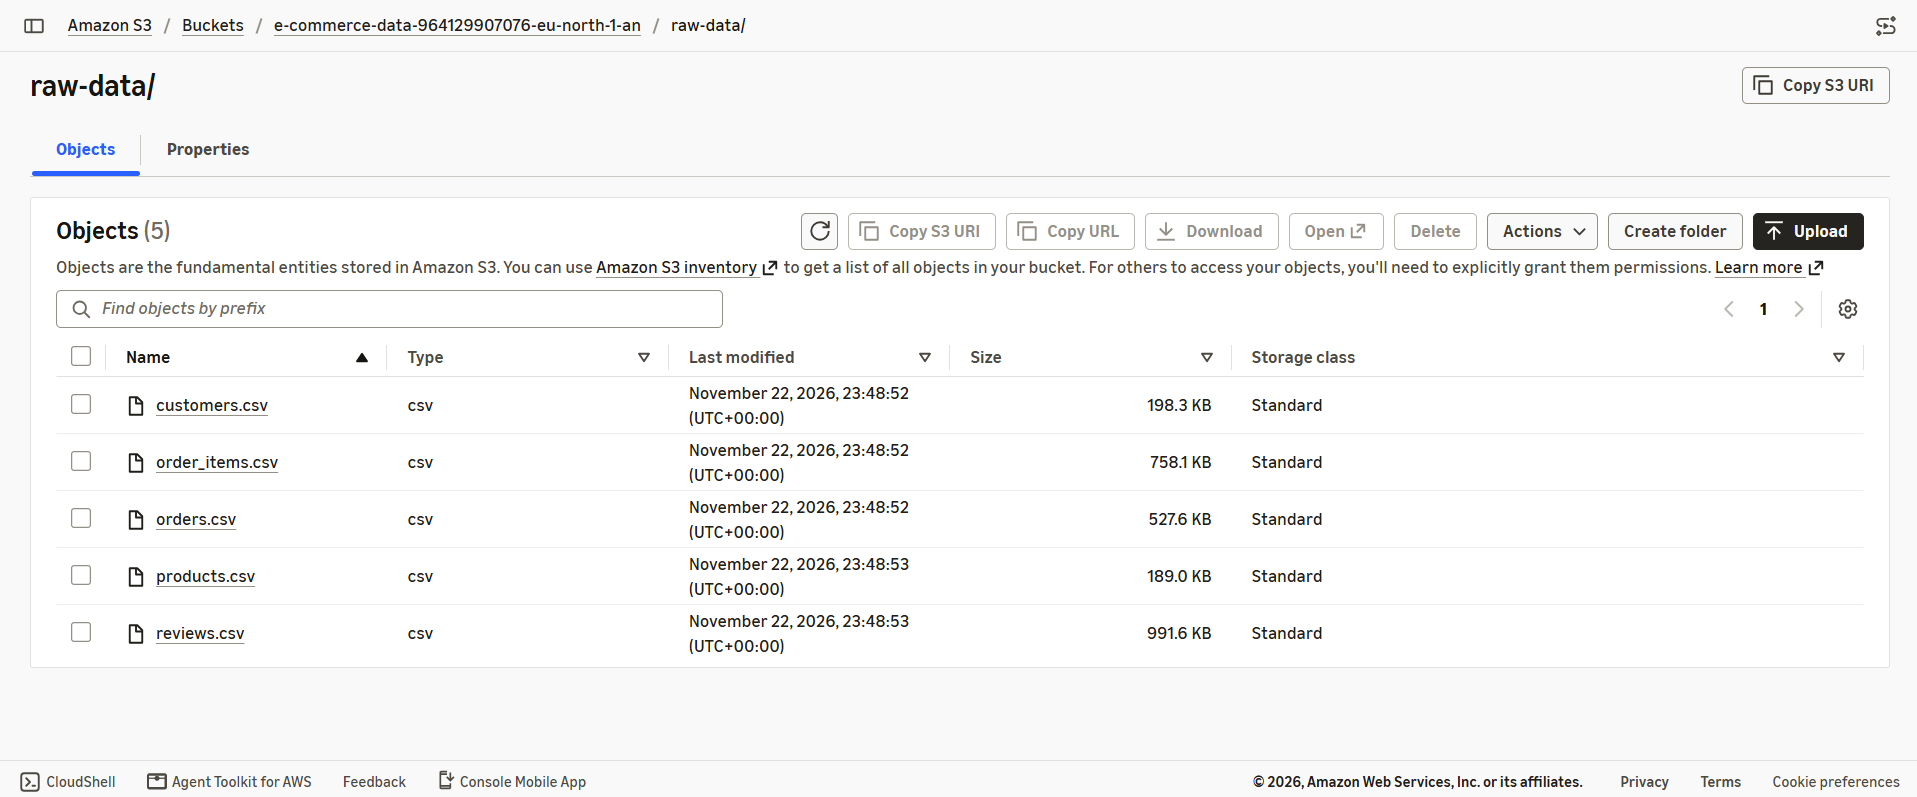 Amazon S3 / Buckets / e-commerce-data-964129907076-eu-north-1-an / raw-data/
raw-data/
Copy S3 URI
Objects
Properties
Objects (5)
Copy S3 URI
Copy URL
Download
Open
Delete
Actions
Create folder
Upload
Objects are the fundamental entities stored in Amazon S3. You can use Amazon S3 inventory to get a list of all objects in your bucket. For others to access your objects, you'll need to explicitly grant them permissions. Learn more
Find objects by prefix
1
Name Type Last modified Size Storage class
customers.csv csv November 22, 2026, 23:48:52 (UTC+00:00) 198.3 KB Standard
order_items.csv csv November 22, 2026, 23:48:52 (UTC+00:00) 758.1 KB Standard
orders.csv csv November 22, 2026, 23:48:52 (UTC+00:00) 527.6 KB Standard
products.csv csv November 22, 2026, 23:48:53 (UTC+00:00) 189.0 KB Standard
reviews.csv csv November 22, 2026, 23:48:53 (UTC+00:00) 991.6 KB Standard
CloudShell Agent Toolkit for AWS Feedback Console Mobile App © 2026, Amazon Web Services, Inc. or its affiliates. Privacy Terms Cookie preferences